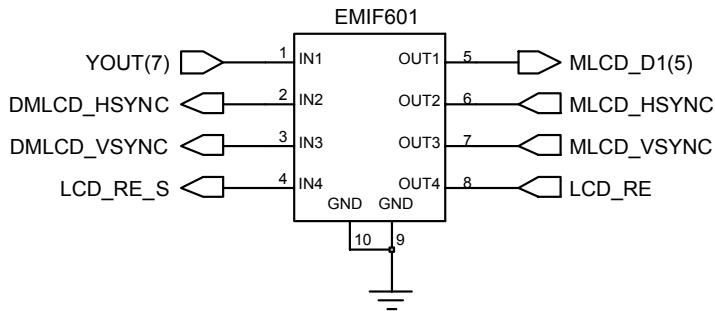 EMIF601
YOUT(7) 1 IN1 OUT1 5 MLCD_D1(5)
DMLCD_HSYNC 2 IN2 OUT2 6 MLCD_HSYNC
DMLCD_VSYNC 3 IN3 OUT3 7 MLCD_VSYNC
LCD_RE_S 4 IN4 OUT4 8 LCD_RE
GND GND
10 9